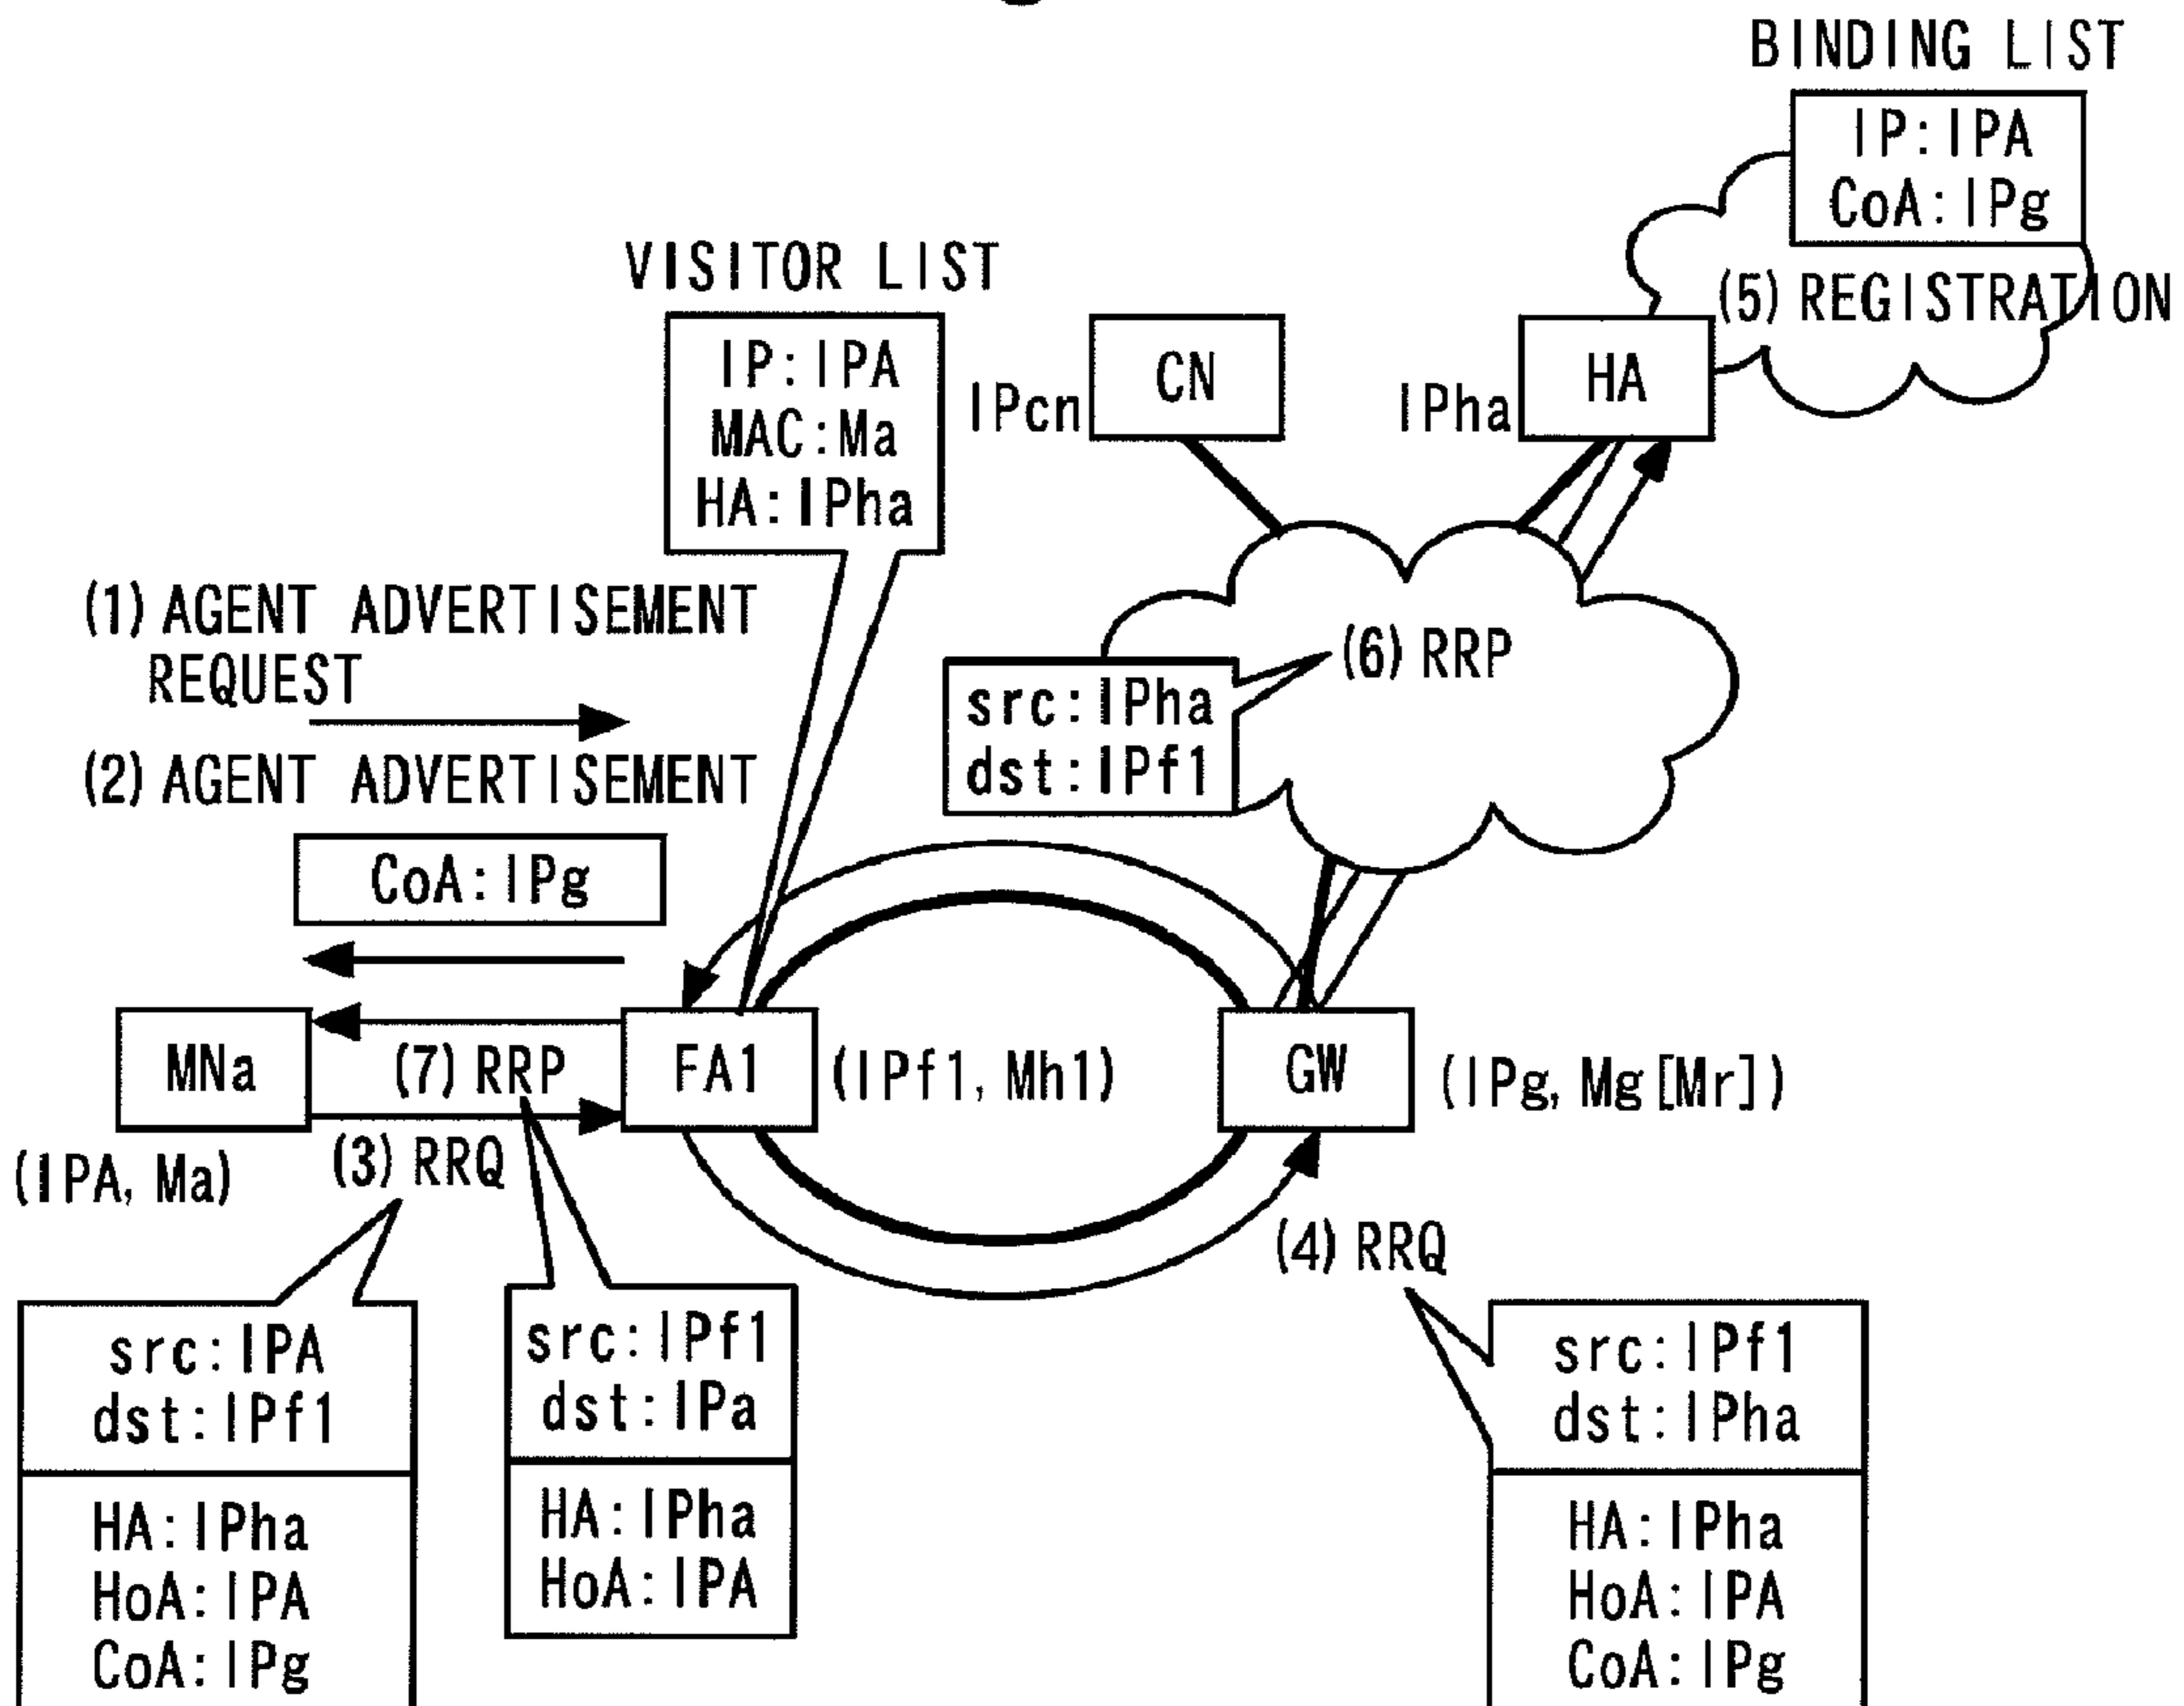 BINDING LIST
IP:IPA
CoA:IPg
(5) REGISTRATION
VISITOR LIST
IP:IPA
MAC:Ma
HA:IPha
IPcn
CN
IPha
HA
(1) AGENT ADVERTISEMENT
REQUEST
(2) AGENT ADVERTISEMENT
CoA:IPg
(6) RRP
src:IPha
dst:IPf1
MNa
(7) RRP
FA1
(IPf1, Mh1)
GW
(IPg, Mg[Mr])
(IPA, Ma)
(3) RRQ
(4) RRQ
src:IPA
dst:IPf1
HA:IPha
HoA:IPA
CoA:IPg
src:IPf1
dst:IPa
HA:IPha
HoA:IPA
src:IPf1
dst:IPha
HA:IPha
HoA:IPA
CoA:IPg